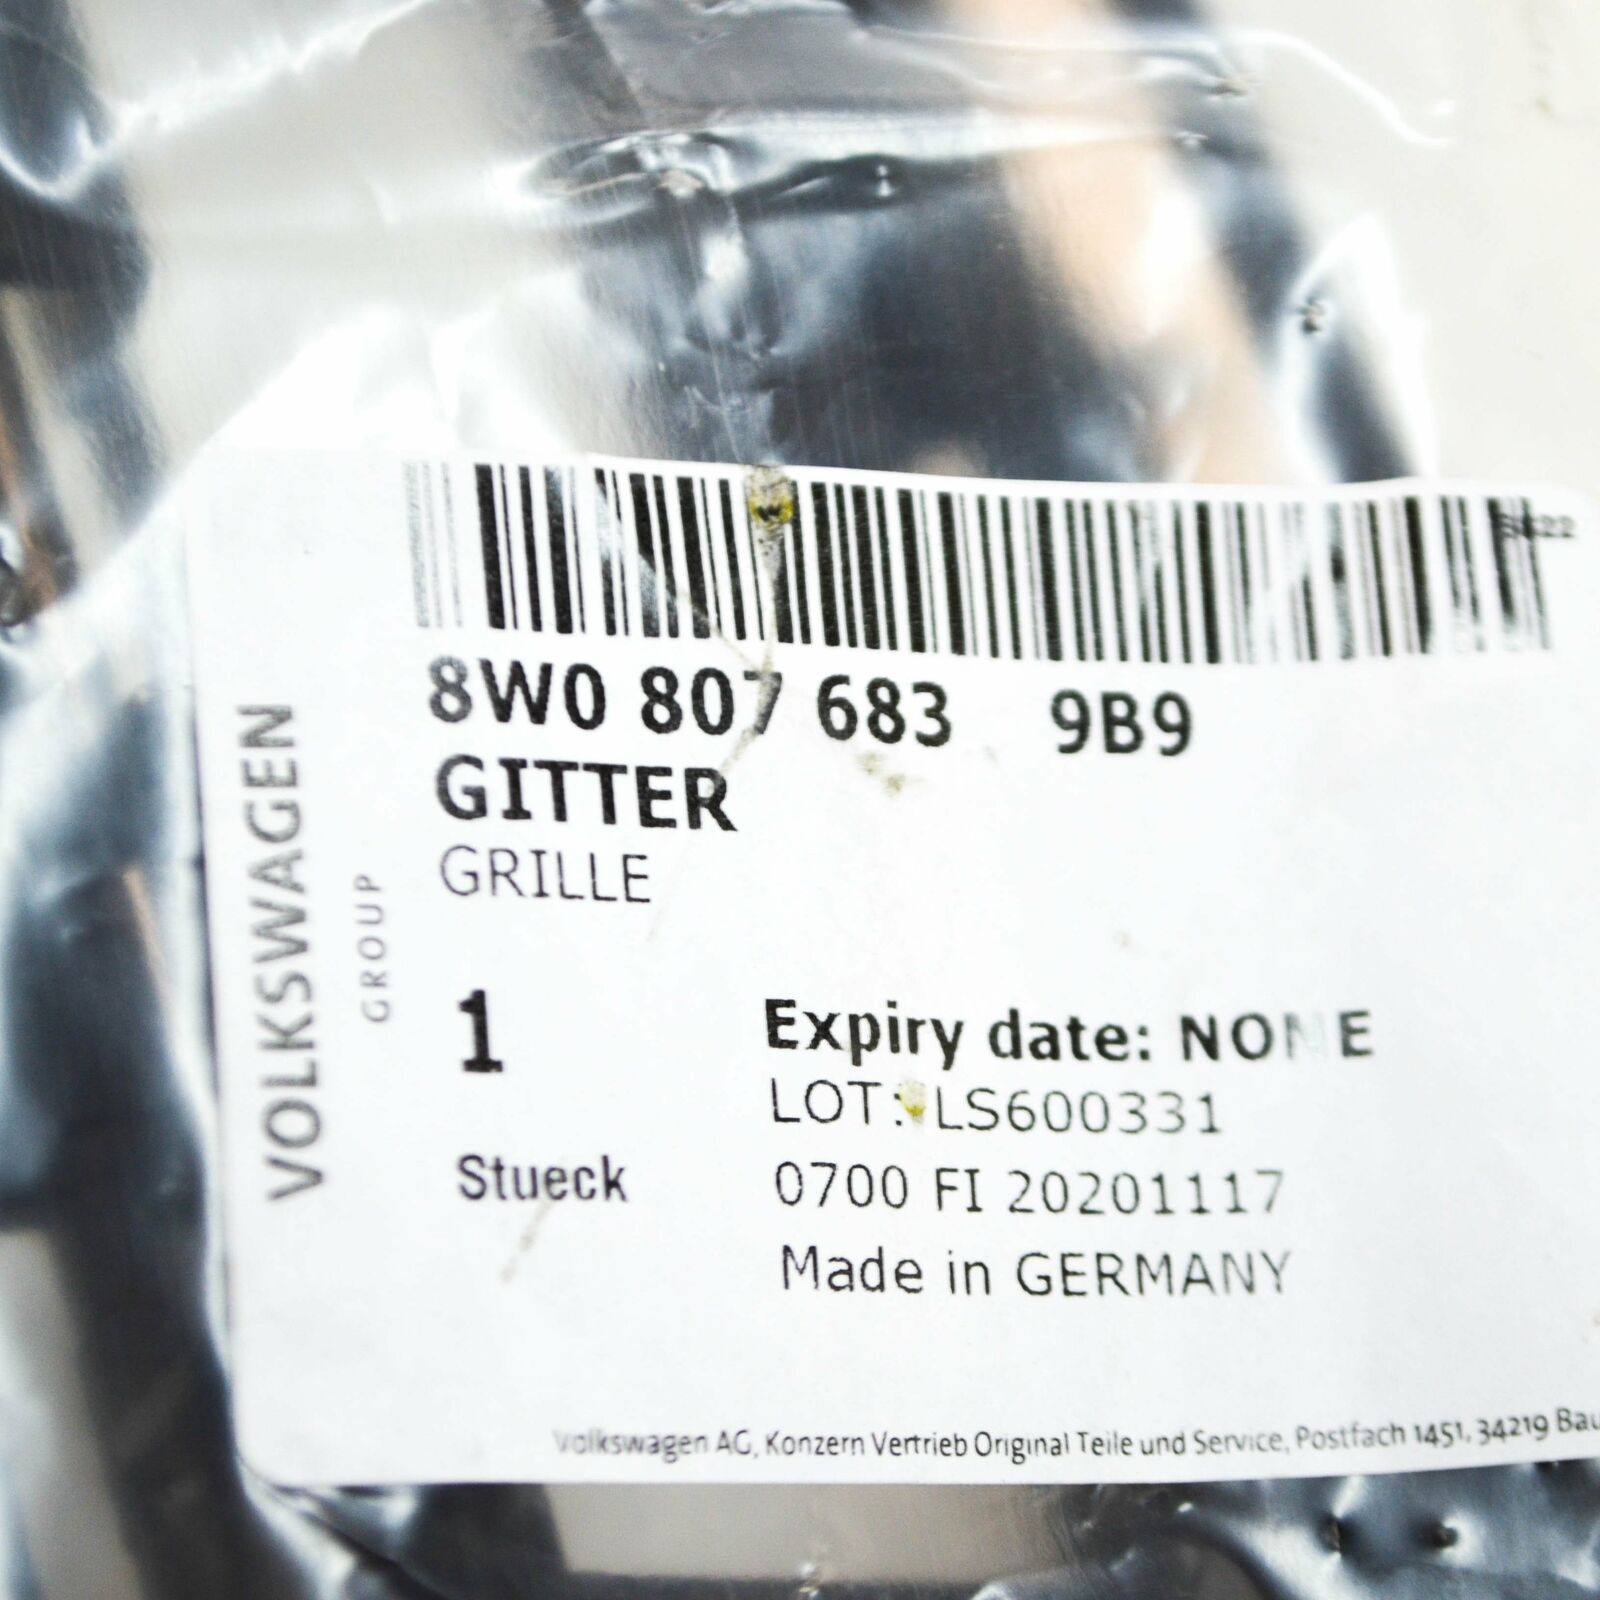 8W0 807 683 9B9
GITTER
GRILLE
VOLKSWAGEN
GROUP
1
Stueck
Expiry date: NONE
LOT: LS600331
0700 FI 20201117
Made in GERMANY
Volkswagen AG, Konzern Vertrieb Original Teile und Service, Postfach 1451, 34219 Bau